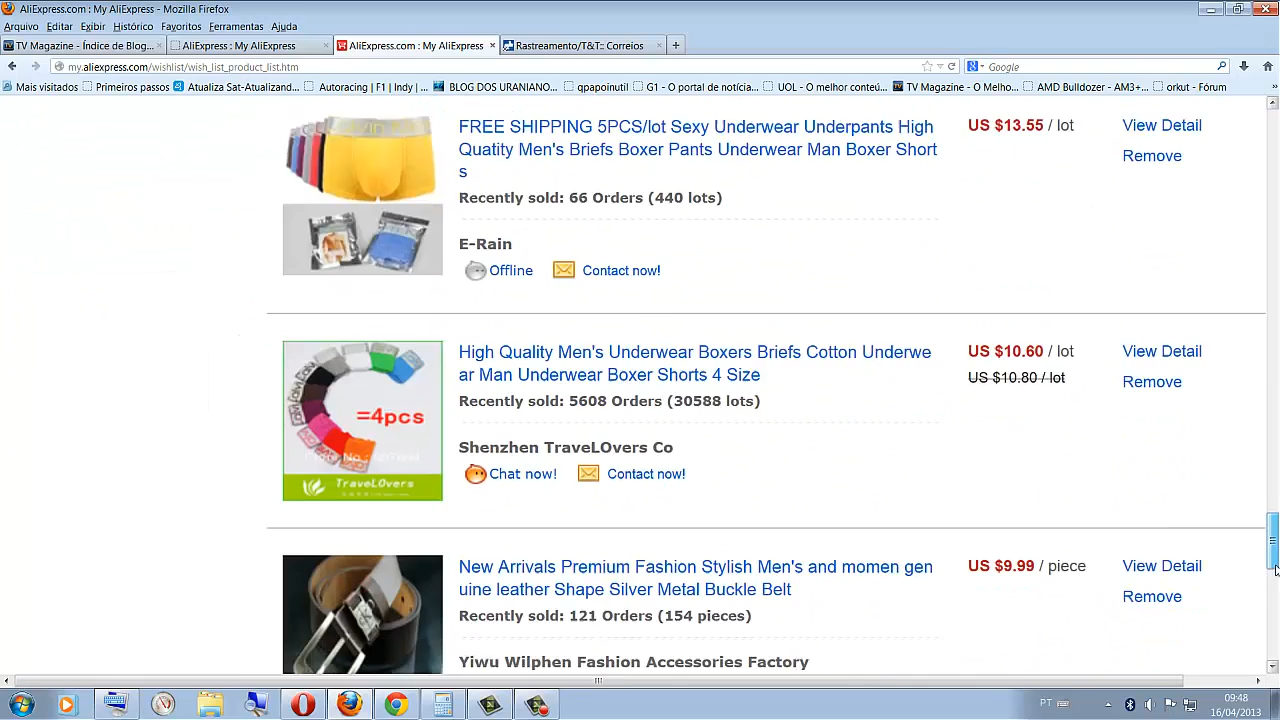 AliExpress.com : My AliExpress - Mozilla Firefox
Arquivo Editar Exibir Histórico Favoritos Ferramentas Ajuda
TV Magazine - Índice de Blog... × AliExpress : My AliExpress × AliExpress.com : My AliExpress × Rastreamento/T&T:: Correios × +
my.aliexpress.com/wishlist/wish_list_product_list.htm Google
Mais visitados Primeiros passos Atualiza Sat-Atualizand... Autoracing | F1 | Indy | ... BLOG DOS URANIANO... qpapoinutil G1 - O portal de notícia... UOL - O melhor conteú... TV Magazine - O Melho... AMD Bulldozer - AM3+... orkut - Fórum »
FREE SHIPPING 5PCS/lot Sexy Underwear Underpants High
Quatity Men's Briefs Boxer Pants Underwear Man Boxer Short
s
US $13.55 / lot
View Detail
Remove
Recently sold: 66 Orders (440 lots)
E-Rain
Offline Contact now!
High Quality Men's Underwear Boxers Briefs Cotton Underwe
ar Man Underwear Boxer Shorts 4 Size
US $10.60 / lot
US $10.80 / lot
View Detail
Remove
Recently sold: 5608 Orders (30588 lots)
=4pcs
TraveLOvers
Shenzhen TraveLOvers Co
Chat now! Contact now!
New Arrivals Premium Fashion Stylish Men's and momen gen
uine leather Shape Silver Metal Buckle Belt
US $9.99 / piece
View Detail
Remove
Recently sold: 121 Orders (154 pieces)
Yiwu Wilphen Fashion Accessories Factory
PT
09:48
16/04/2013